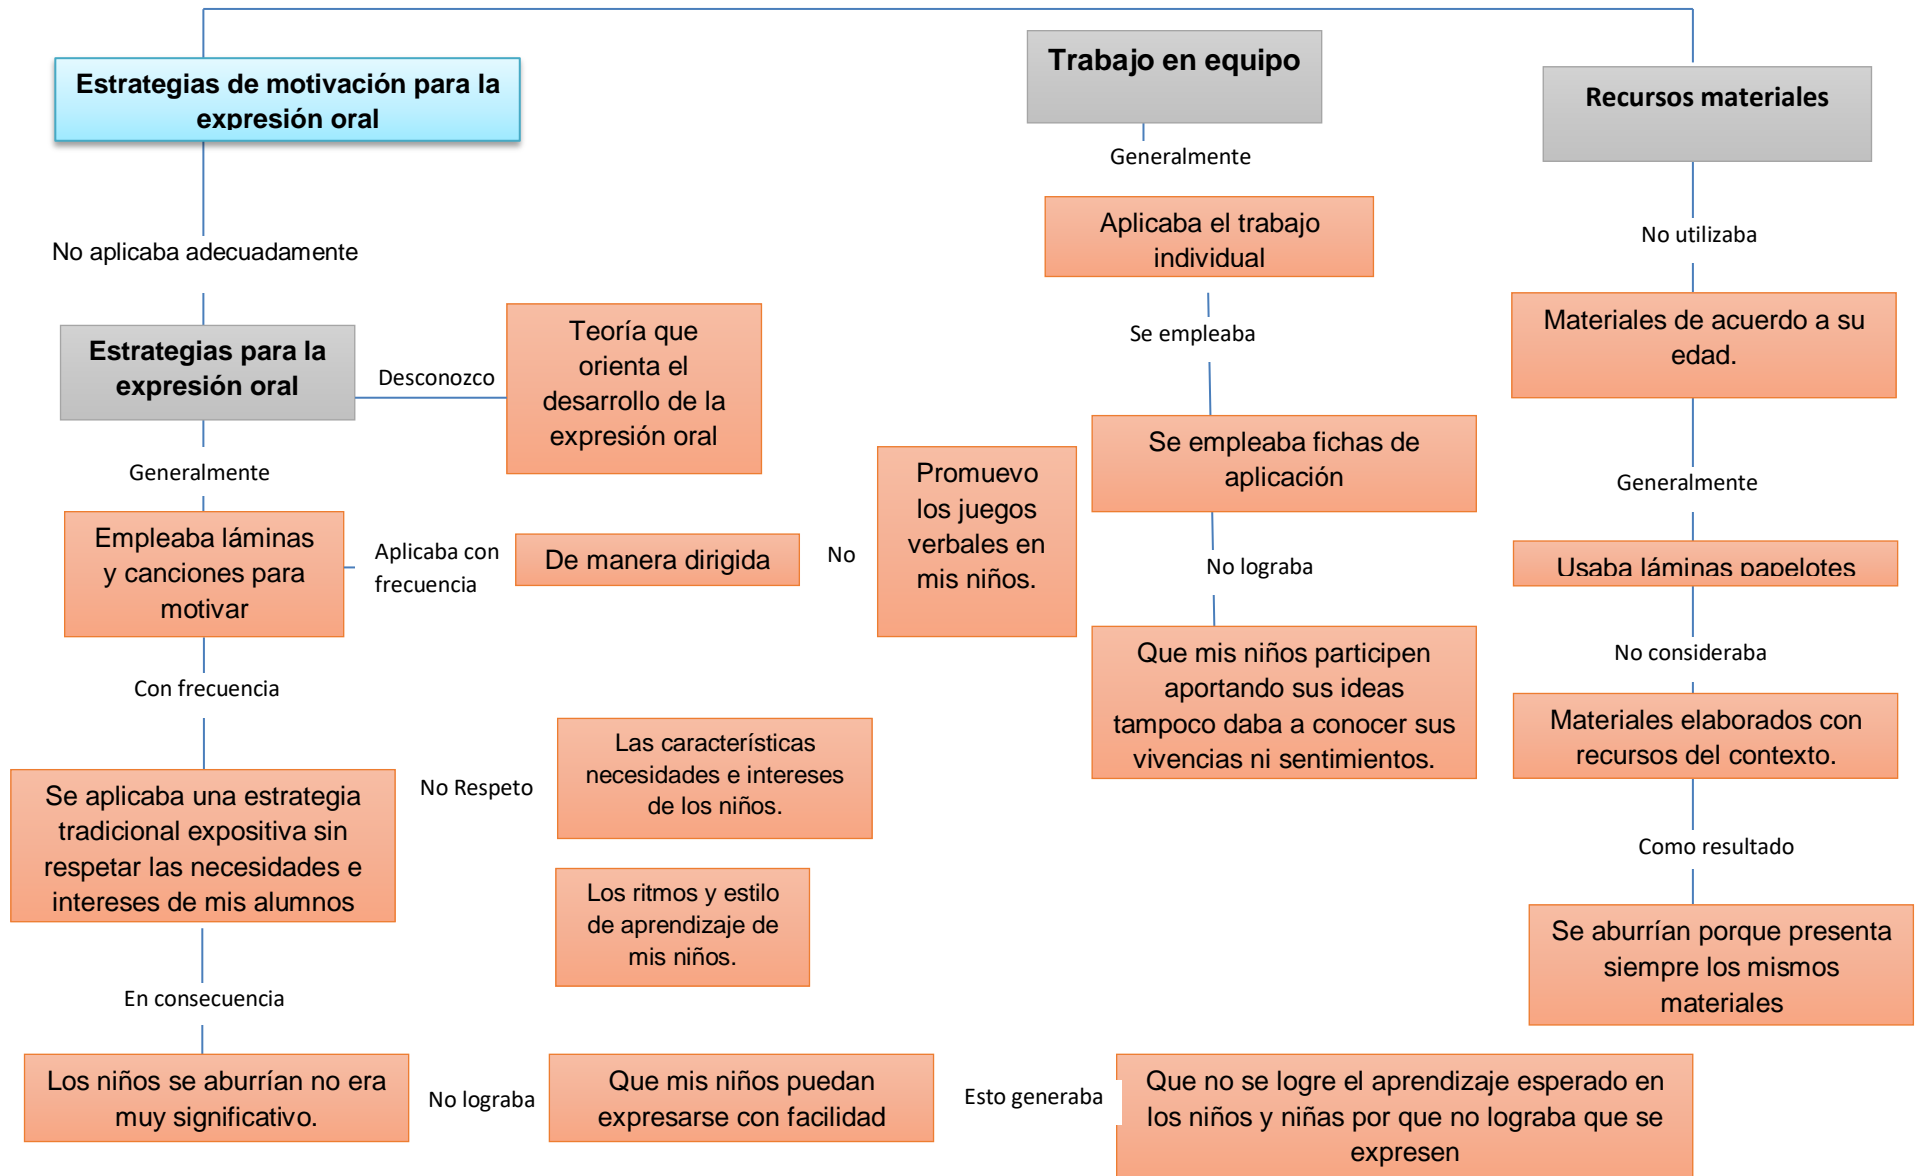 Estrategias de motivación para la
expresión oral
No aplicaba adecuadamente
Estrategias para la
expresión oral
Desconozco
Teoría que
orienta el
desarrollo de la
expresión oral
Generalmente
Empleaba láminas
y canciones para
motivar
Aplicaba con
frecuencia
De manera dirigida
No
Promuevo
los juegos
verbales en
mis niños.
Con frecuencia
Se aplicaba una estrategia
tradicional expositiva sin
respetar las necesidades e
intereses de mis alumnos
No Respeto
Las características
necesidades e intereses
de los niños.
Los ritmos y estilo
de aprendizaje de
mis niños.
En consecuencia
Los niños se aburrían no era
muy significativo.
No lograba
Que mis niños puedan
expresarse con facilidad
Esto generaba
Que no se logre el aprendizaje esperado en
los niños y niñas por que no lograba que se
expresen
Trabajo en equipo
Generalmente
Aplicaba el trabajo
individual
Se empleaba
Se empleaba fichas de
aplicación
No lograba
Que mis niños participen
aportando sus ideas
tampoco daba a conocer sus
vivencias ni sentimientos.
Recursos materiales
No utilizaba
Materiales de acuerdo a su
edad.
Generalmente
Usaba láminas papelotes
No consideraba
Materiales elaborados con
recursos del contexto.
Como resultado
Se aburrían porque presenta
siempre los mismos
materiales